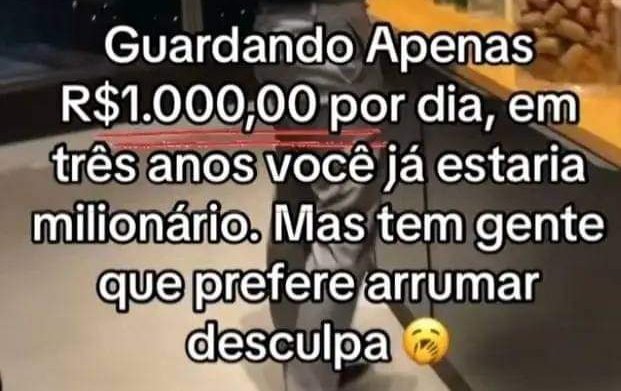 Guardando Apenas
R$1.000,00 por dia, em
três anos você já estaria
milionário. Mas tem gente
que prefere arrumar
desculpa 🥱